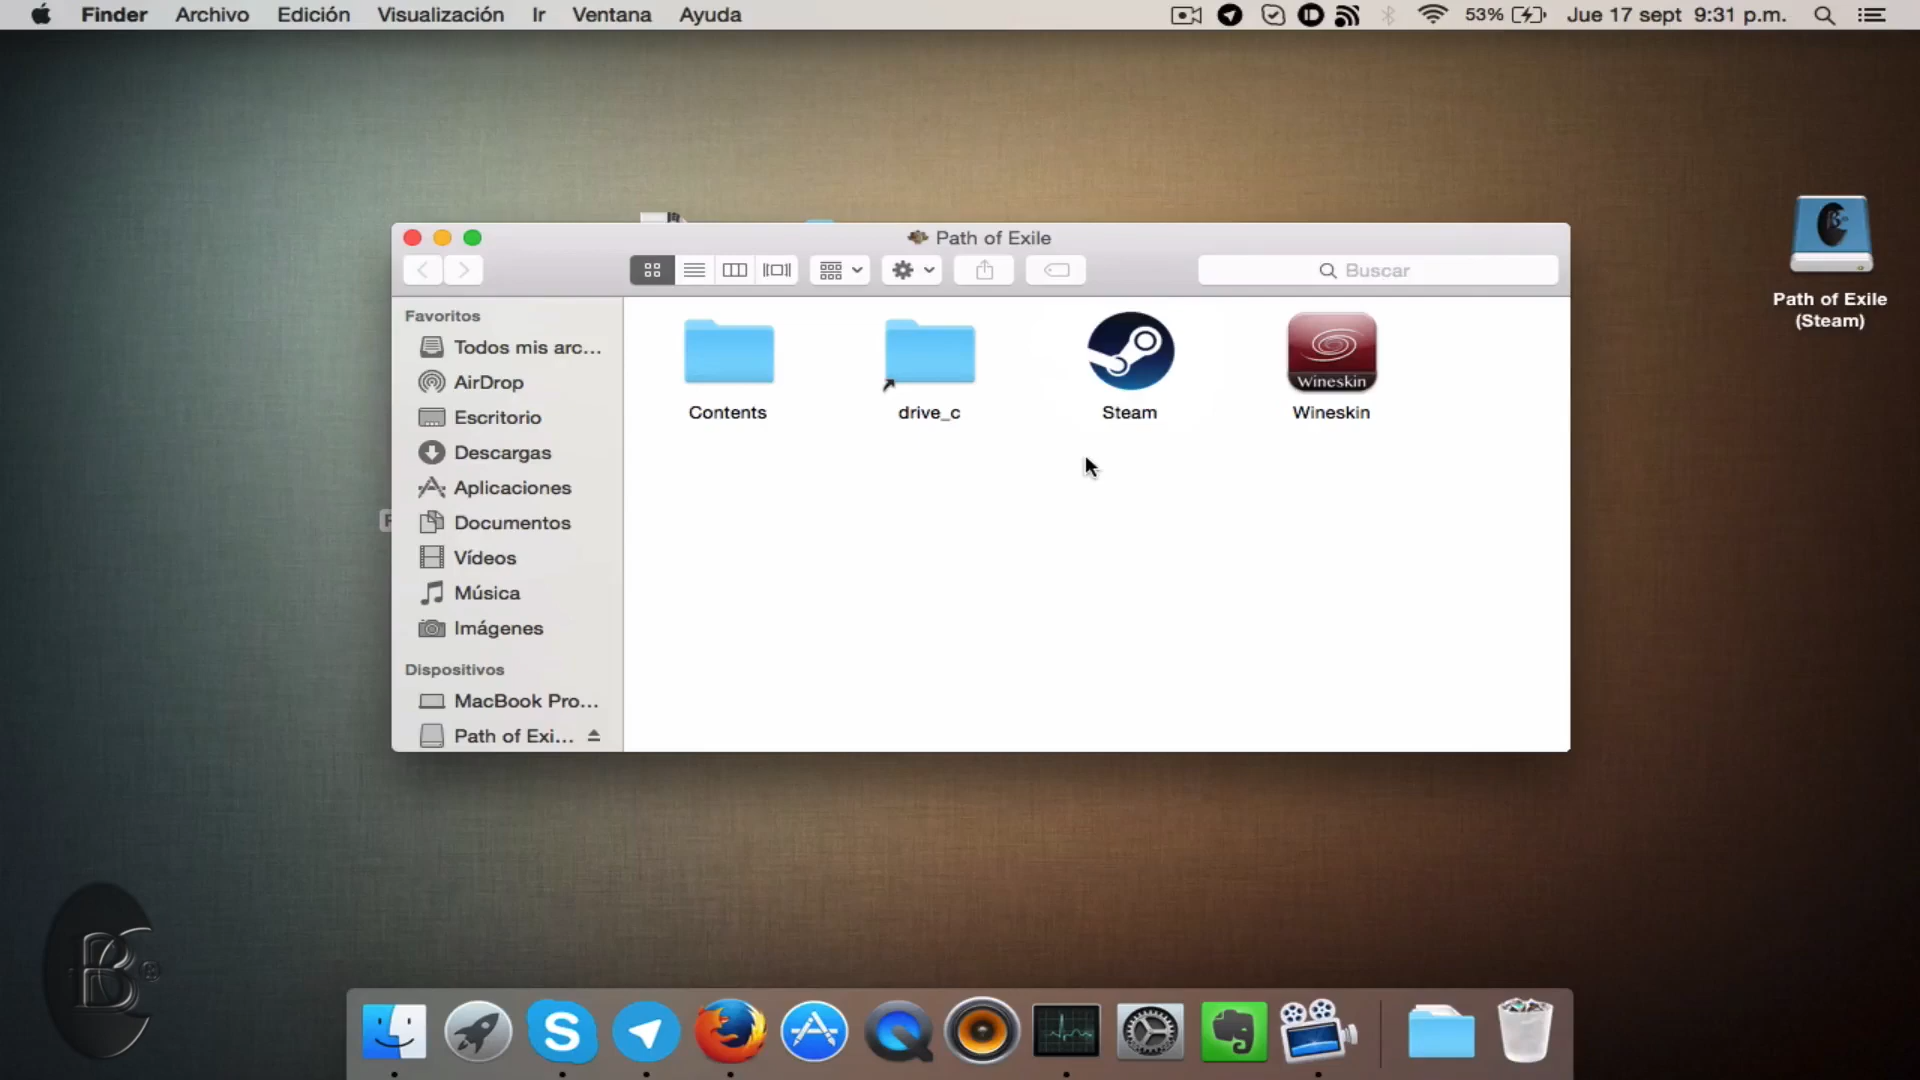 Finder Archivo Edición Visualización Ir Ventana Ayuda 53% Jue 17 sept 9:31 p.m.
Path of Exile
Buscar
Favoritos
Todos mis arc...
AirDrop
Escritorio
Descargas
Aplicaciones
Documentos
Vídeos
Música
Imágenes
Dispositivos
MacBook Pro...
Path of Exi...
Contents
drive_c
Steam
Wineskin
Wineskin
Path of Exile
(Steam)